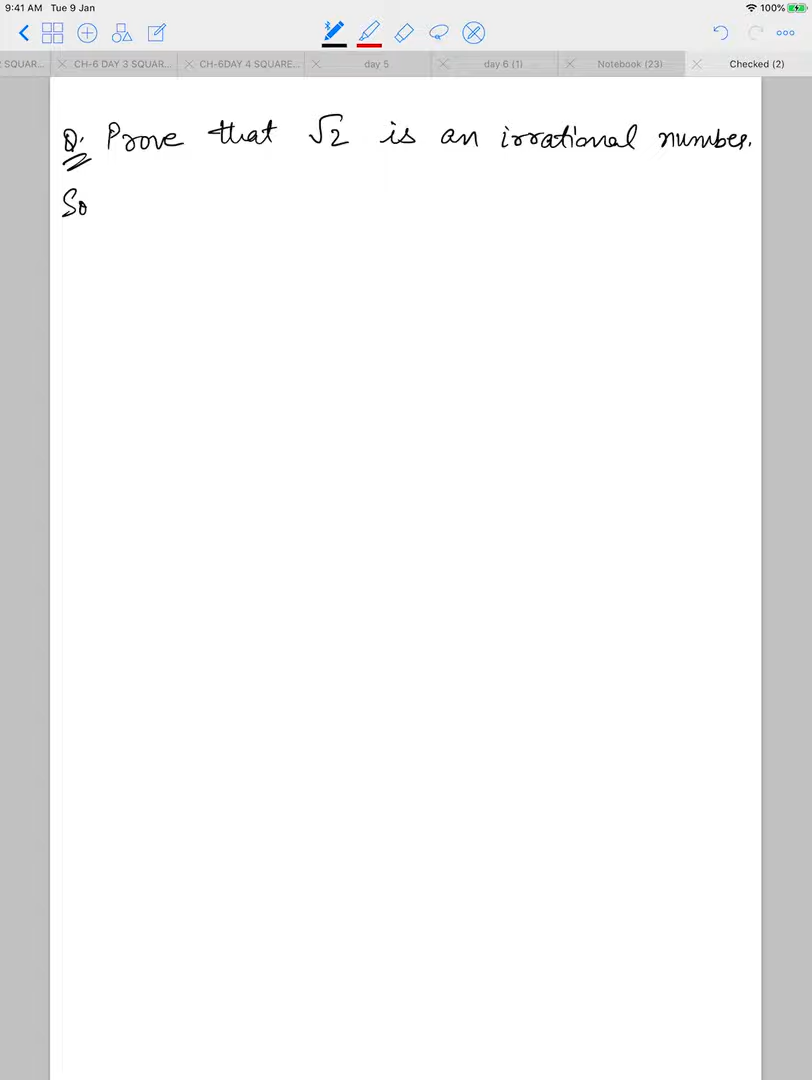 9:41 AM Tue 9 Jan
100%
SQUAR... CH-6 DAY 3 SQUAR... CH-6DAY 4 SQUARE... day 5 day 6 (1) Notebook (23) Checked (2)
Q. Prove that √2 is an irrational number.
So